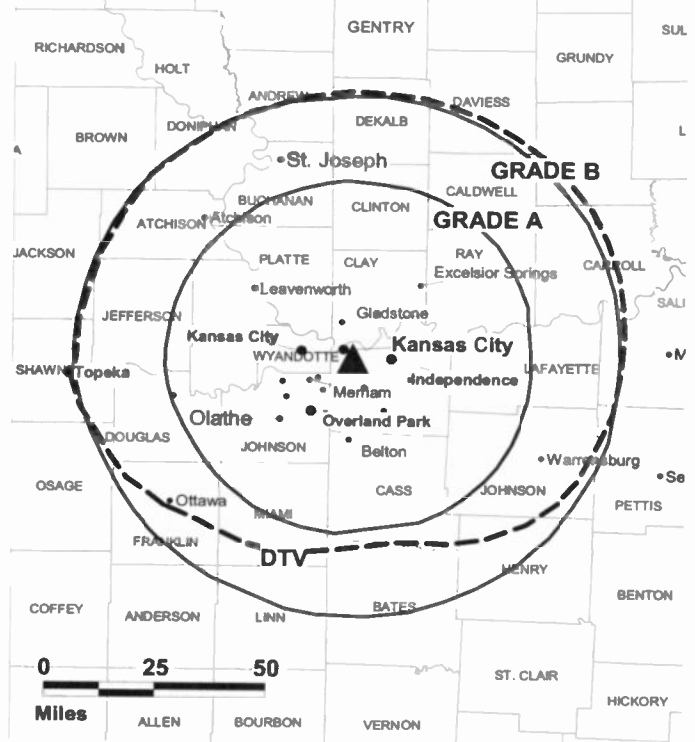 GENTRY
SUL
RICHARDSON
GRUNDY
HOLT
ANDREW
DAVIESS
DEKALB
DONIPHAN
BROWN
L
A
St. Joseph
GRADE B
CALDWELL
BUCHANAN
CLINTON
ATCHISON
Atchison
GRADE A
JACKSON
PLATTE
CLAY
RAY
CARROLL
Excelsior Springs
Leavenworth
SALI
JEFFERSON
Gladstone
Kansas City
Kansas City
WYANDOTTE
M
SHAWN
Topeka
LAFAYETTE
Independence
Merriam
Olathe
Overland Park
DOUGLAS
JOHNSON
Belton
Warrensburg
Se
OSAGE
CASS
JOHNSON
Ottawa
PETTIS
MIAMI
FRANKLIN
DTV
HENRY
BENTON
COFFEY
ANDERSON
LINN
BATES
0 25 50
Miles
ST. CLAIR
HICKORY
ALLEN
BOURBON
VERNON